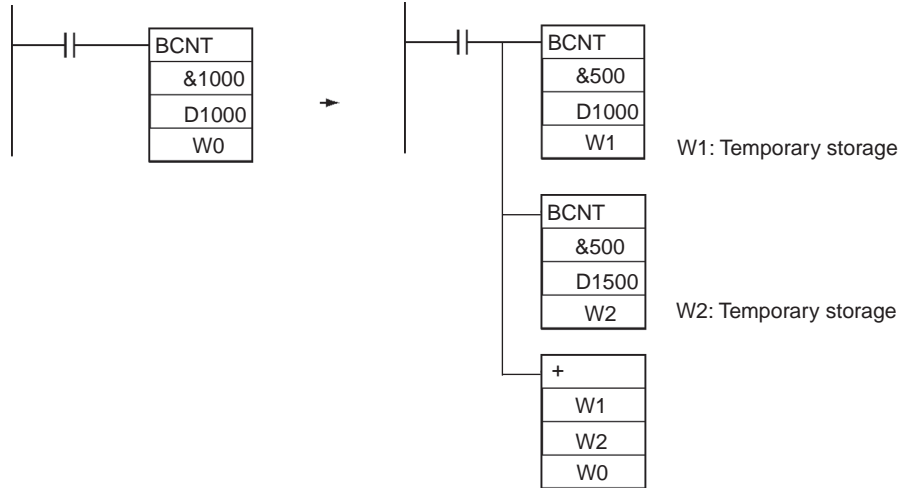 BCNT
&1000
D1000
W0
BCNT
&500
D1000
W1
W1: Temporary storage
BCNT
&500
D1500
W2
W2: Temporary storage
+
W1
W2
W0